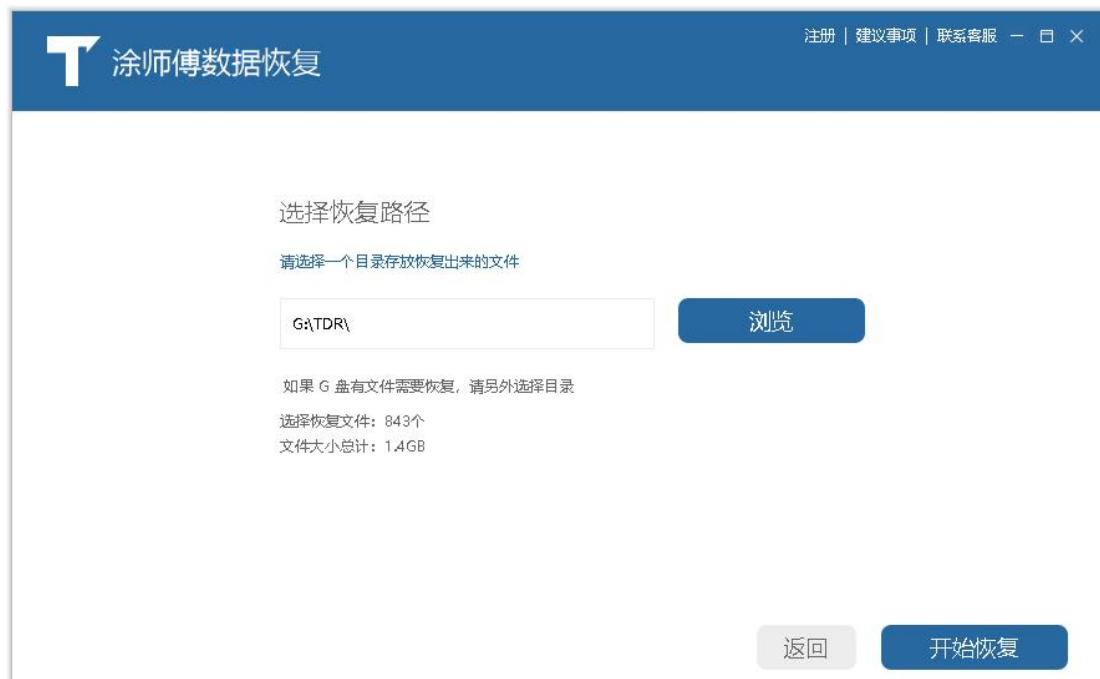 涂师傅数据恢复
注册 | 建议事项 | 联系客服
选择恢复路径
请选择一个目录存放恢复出来的文件
G:\TDR\
浏览
如果 G 盘有文件需要恢复, 请另外选择目录
选择恢复文件: 843个
文件大小总计: 1.4GB
返回
开始恢复